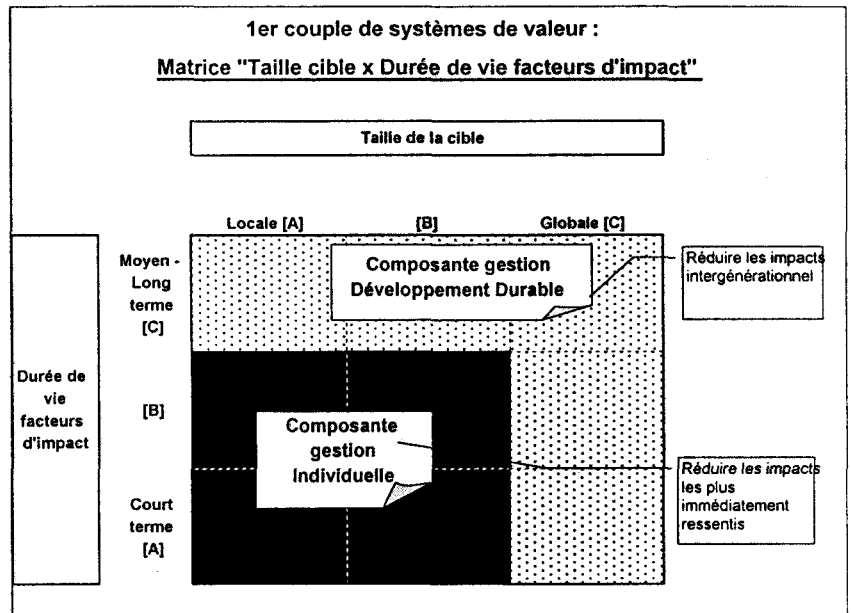 1er couple de systèmes de valeur :
Matrice "Taille cible x Durée de vie facteurs d'impact"
Taille de la cible
Locale [A]
[B]
Globale [C]
Moyen -
Long
terme
[C]
Composante gestion
Développement Durable
Réduire les impacts
intergénérationnel
Durée de
vie
facteurs
d'impact
[B]
Composante
gestion
Individuelle
Réduire les impacts
les plus
immédiatement
ressentis
Court
terme
[A]